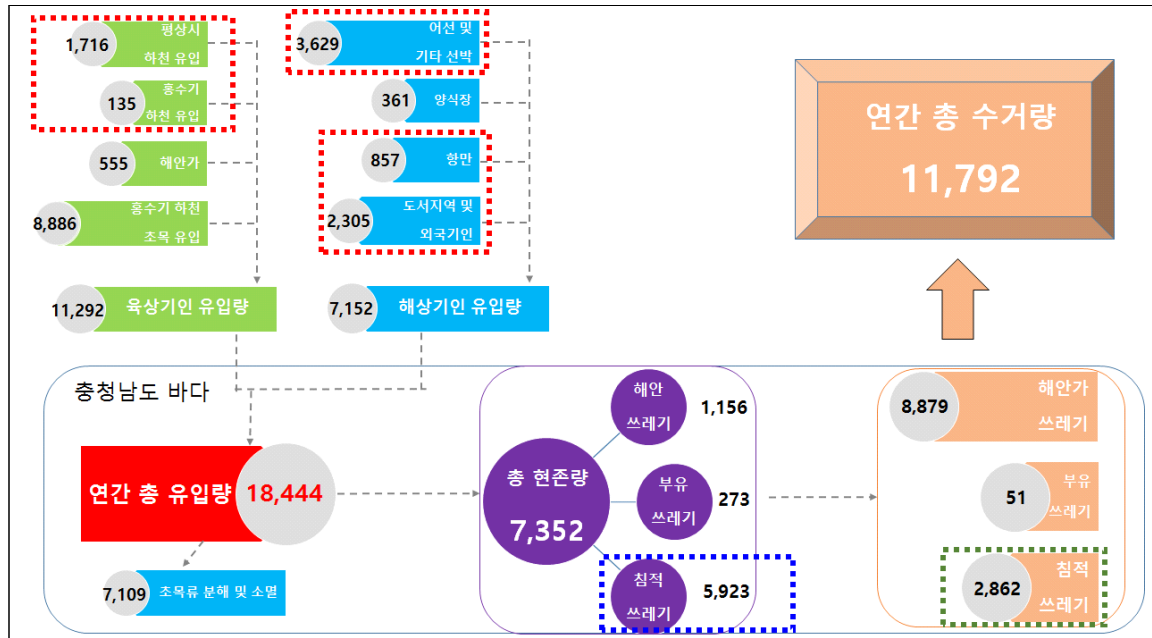 1,716
평상시
하천 유입
135
홍수기
하천 유입
555
해안가
8,886
홍수기 하천
초목 유입
11,292
육상기인 유입량
3,629
어선 및
기타 선박
361
양식장
857
항만
2,305
도서지역 및
외국기인
7,152
해상기인 유입량
연간 총 수거량
11,792
충청남도 바다
연간 총 유입량
18,444
7,109
초목류 분해 및 소멸
총 현존량
7,352
해안
쓰레기
1,156
부유
쓰레기
273
침적
쓰레기
5,923
8,879
해안가
쓰레기
51
부유
쓰레기
2,862
침적
쓰레기